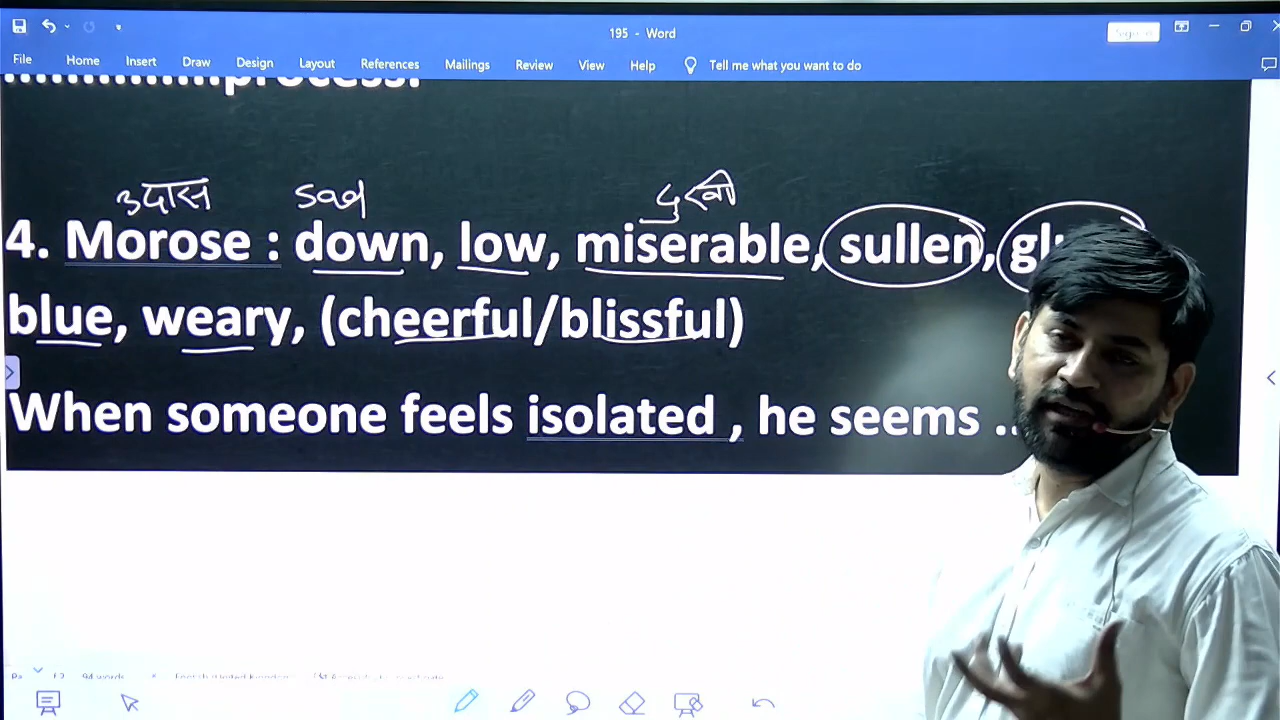 195 - Word
File Home Insert Draw Design Layout References Mailings Review View Help Tell me what you want to do
process.
उदास sad दुखी
4. Morose : down, low, miserable, sullen,
blue, weary, (cheerful/blissful)
When someone feels isolated , he seems ..